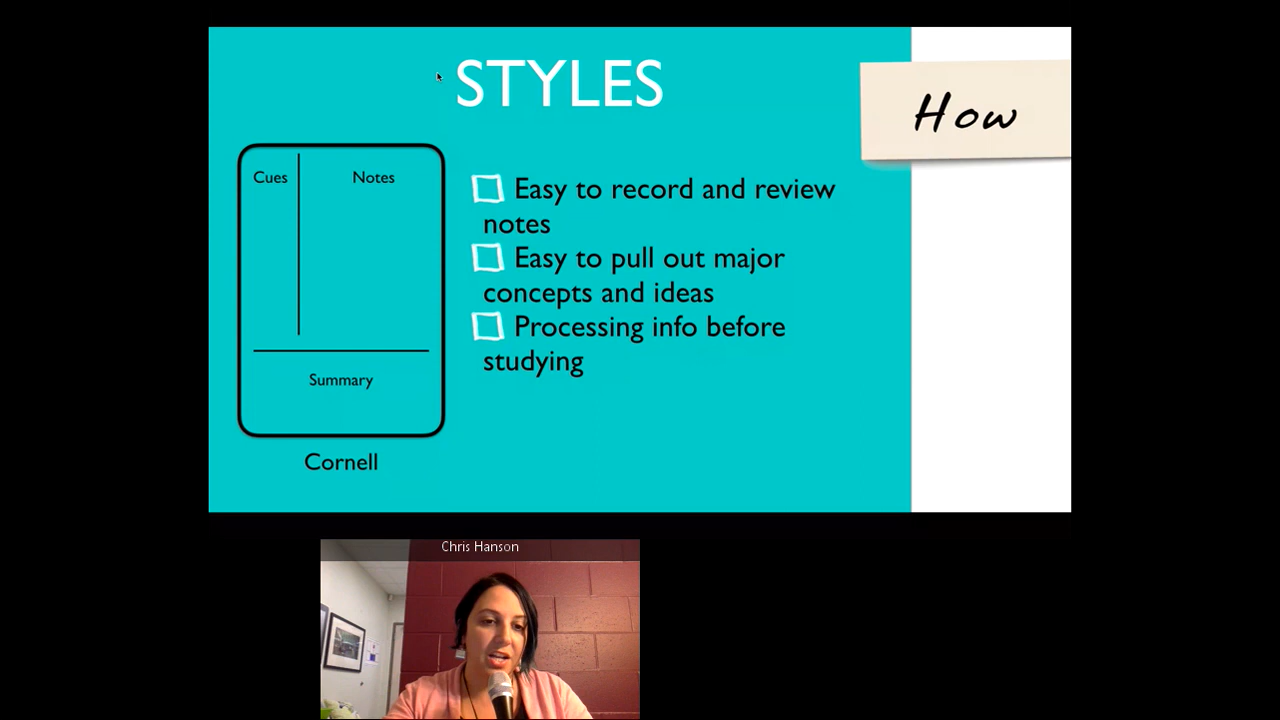 STYLES
How
Cues
Notes
Summary
Cornell
Easy to record and review
notes
Easy to pull out major
concepts and ideas
Processing info before
studying
Chris Hanson